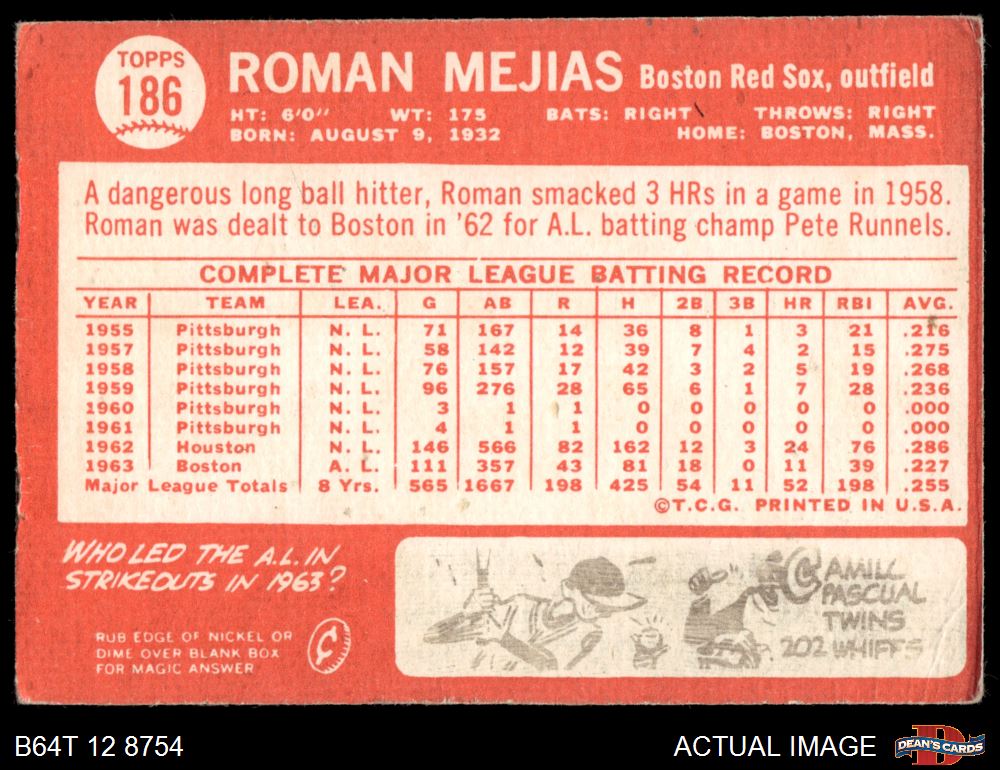 TOPPS
186
ROMAN MEJIAS Boston Red Sox, outfield
HT: 6'0" WT: 175 BATS: RIGHT THROWS: RIGHT
BORN: AUGUST 9, 1932 HOME: BOSTON, MASS.
A dangerous long ball hitter, Roman smacked 3 HRs in a game in 1958.
Roman was dealt to Boston in '62 for A.L. batting champ Pete Runnels.
COMPLETE MAJOR LEAGUE BATTING RECORD
YEAR TEAM LEA. G AB R H 2B 3B HR RBI AVG.
1955 Pittsburgh N. L. 71 167 14 36 8 1 3 21 .216
1957 Pittsburgh N. L. 58 142 12 39 7 4 2 15 .275
1958 Pittsburgh N. L. 76 157 17 42 3 2 5 19 .268
1959 Pittsburgh N. L. 96 276 28 65 6 1 7 28 .236
1960 Pittsburgh N. L. 3 1 1 0 0 0 0 0 .000
1961 Pittsburgh N. L. 4 1 1 0 0 0 0 0 .000
1962 Houston N. L. 146 566 82 162 12 3 24 76 .286
1963 Boston A. L. 111 357 43 81 18 0 11 39 .227
Major League Totals 8 Yrs. 565 1667 198 425 54 11 52 198 .255
©T.C.G. PRINTED IN U.S.A.
WHO LED THE A.L. IN
STRIKEOUTS IN 1963?
RUB EDGE OF NICKEL OR
DIME OVER BLANK BOX
FOR MAGIC ANSWER
CAMILL
PASCUAL
TWINS
202 WHIFFS
B64T 12 8754
ACTUAL IMAGE
DEAN'S CARDS